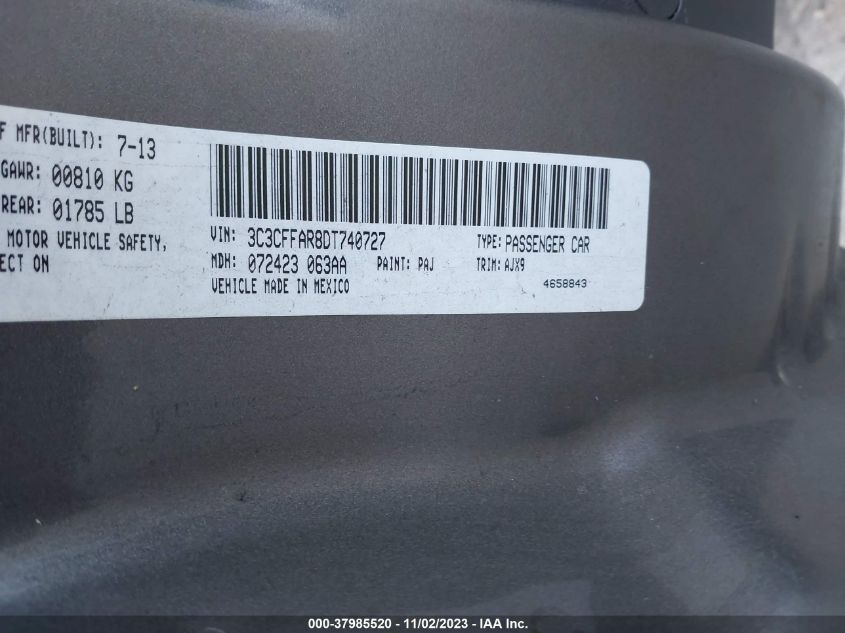 F MFR(BUILT): 7-13
GAWR: 00810 KG
REAR: 01785 LB
MOTOR VEHICLE SAFETY,
ECT ON
VIN: 3C3CFFAR8DT740727
TYPE: PASSENGER CAR
MDH: 072423 063AA
PAINT: PAJ
TRIM: AJX9
VEHICLE MADE IN MEXICO
4658843
000-37985520 - 11/02/2023 - IAA Inc.